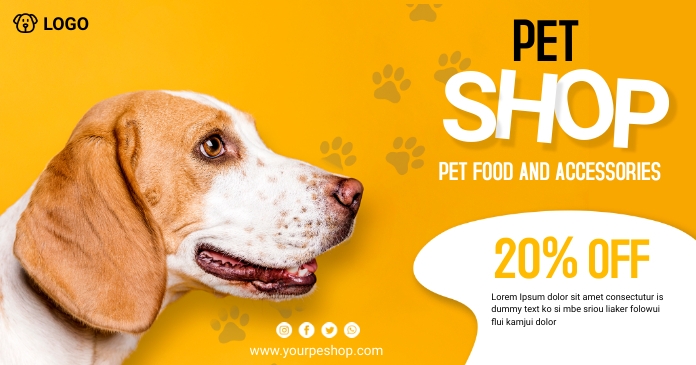 LOGO
PET
SHOP
PET FOOD AND ACCESSORIES
20% OFF
Lorem Ipsum dolor sit amet consectutur is
dummy text ko si mbe siru liaker folowui
flui kamjui dolor
www.yourpeshop.com